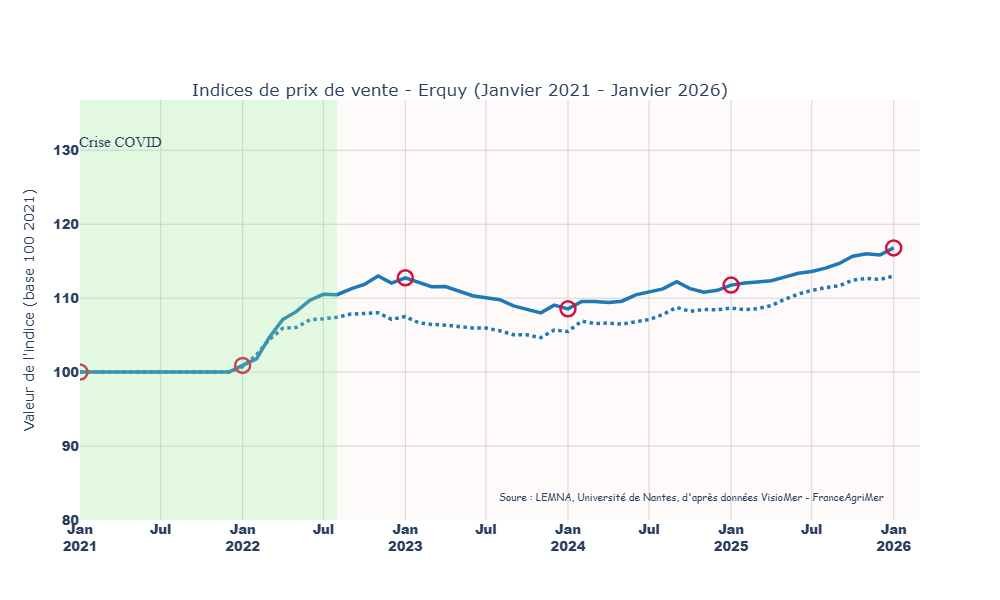 Indices de prix de vente - Erquy (Janvier 2021 - Janvier 2026)
Crise COVID
130
120
110
100
90
80
Valeur de l'indice (base 100 2021)
Soure : LEMNA, Université de Nantes, d'après données VisioMer - FranceAgriMer
Jan Jul Jan Jul Jan Jul Jan Jul Jan Jul Jan
2021 2022 2023 2024 2025 2026